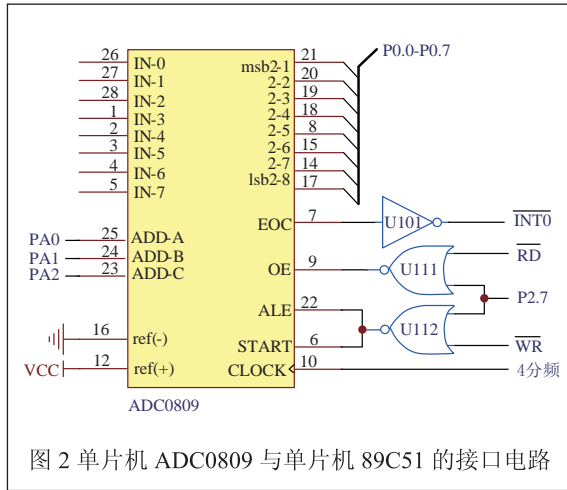 26 IN-0 msb2-1 21 P0.0-P0.7
27 IN-1 2-2 20
28 IN-2 2-3 19
1 IN-3 2-4 18
2 IN-4 2-5 8
3 IN-5 2-6 15
4 IN-6 2-7 14
5 IN-7 lsb2-8 17
EOC 7 U101 INT0
PA0 25 ADD-A
PA1 24 ADD-B
PA2 23 ADD-C
OE 9 U111 RD
P2.7
ALE 22 U112
16 ref(-) START 6 WR
VCC 12 ref(+) CLOCK 10 4分频
ADC0809
图 2 单片机 ADC0809 与单片机 89C51 的接口电路